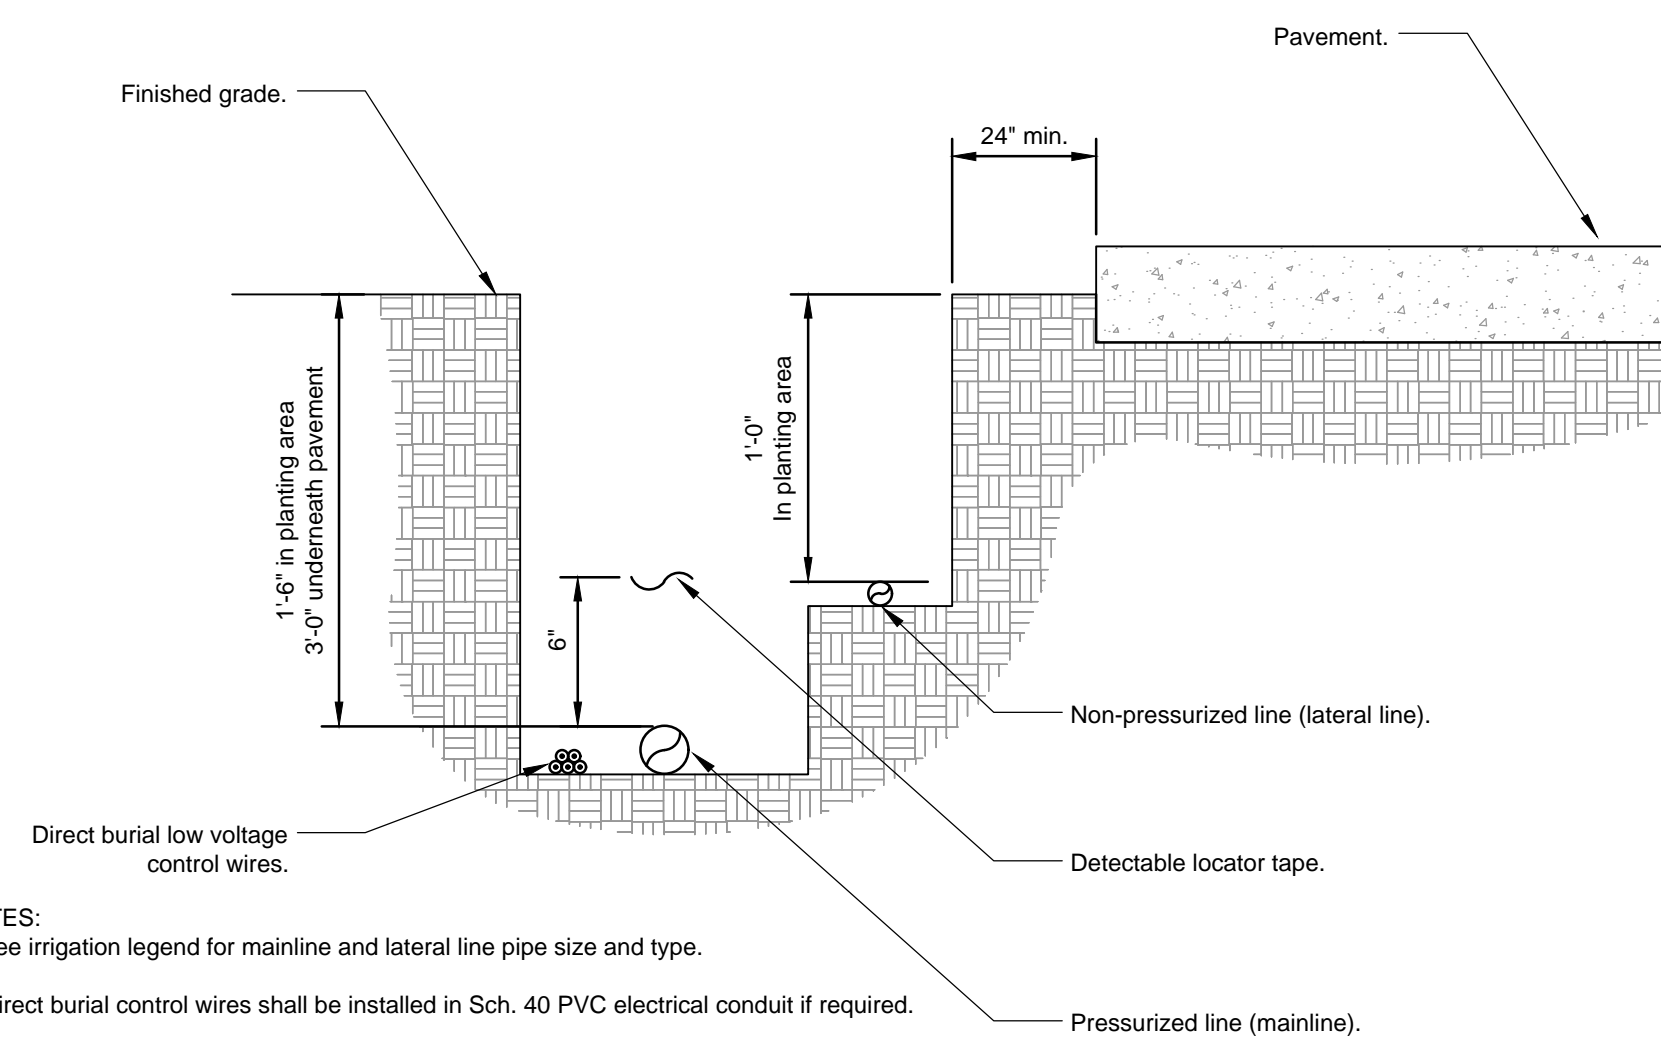 Pavement.
Finished grade.
24" min.
1'-6" in planting area
3'-0" underneath pavement
1'-0"
In planting area
6"
Non-pressurized line (lateral line).
Direct burial low voltage
control wires.
Detectable locator tape.
irrigation legend for mainline and lateral line pipe size and type.
burial control wires shall be installed in Sch. 40 PVC electrical conduit if required.
Pressurized line (mainline).